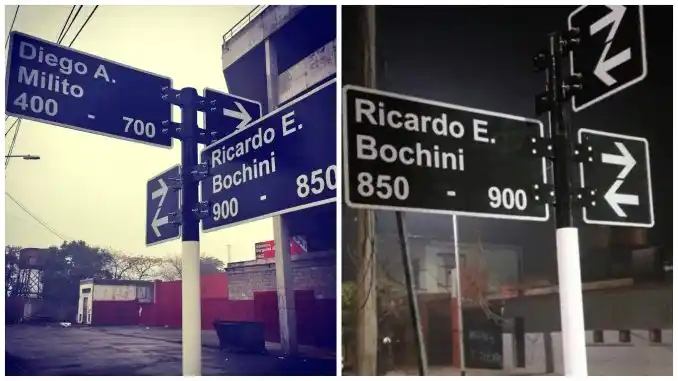 Diego A.
Milito
400 - 700
Ricardo E.
Bochini
900 - 850
Ricardo E.
Bochini
850 - 900